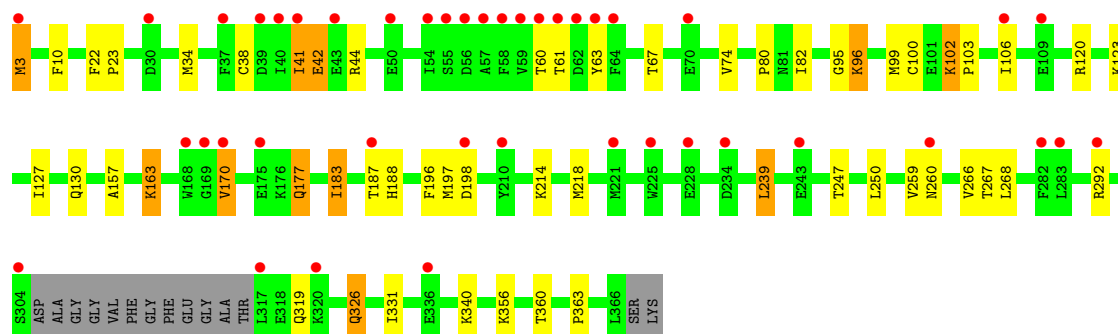 M3 F10 F22 P23 D30 M34 F37 C38 D39 I40 I41 E42 E43 R44 E50 I54 S55 D56 A57 F58 V59 T60 T61 D62 Y63 F64 T67 E70 V74 P80 N81 I82 G95 K96 M99 C100 E101 K102 P103 I106 E109 R120
I127 Q130 A157 K163 W168 G169 V170 E175 K176 Q177 I183 T187 H188 F196 M197 D198 Y210 K214 M218 M221 W225 E228 D234 L239 E243 T247 L250 V259 N260 V266 T267 L268 F282 L283 R292
S304 ASP ALA GLY GLY VAL PHE GLY PHE GLU GLY ALA THR L317 E318 Q319 K320 Q326 I331 E336 K340 K356 T360 P363 L366 SER LYS